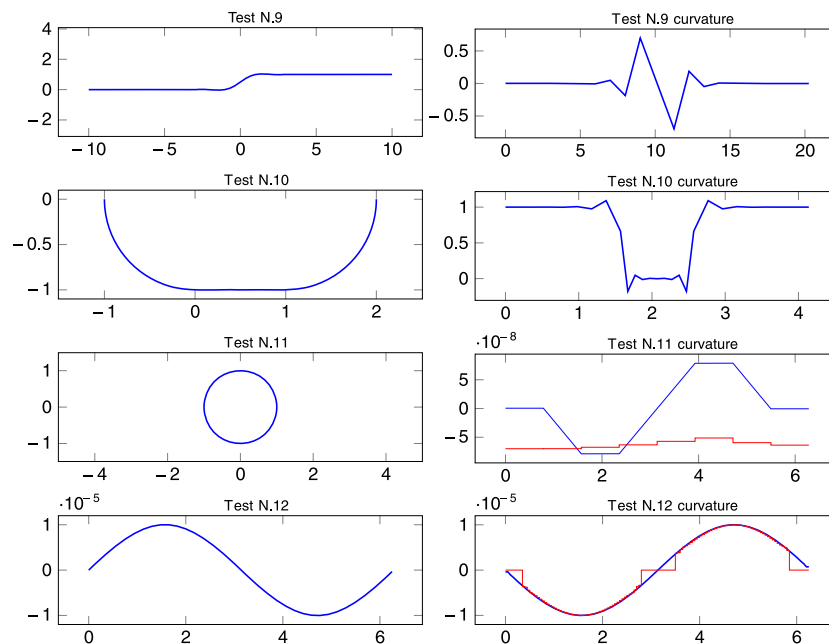 Test N.9
4
2
0
−2
−10 −5 0 5 10
Test N.9 curvature
0.5
0
−0.5
0 5 10 15 20
Test N.10
0
−0.5
−1
−1 0 1 2
Test N.10 curvature
1
0.5
0
0 1 2 3 4
Test N.11
1
0
−1
−4 −2 0 2 4
·10−8
Test N.11 curvature
5
0
−5
0 2 4 6
·10−5
Test N.12
1
0
−1
0 2 4 6
·10−5
Test N.12 curvature
1
0
−1
0 2 4 6